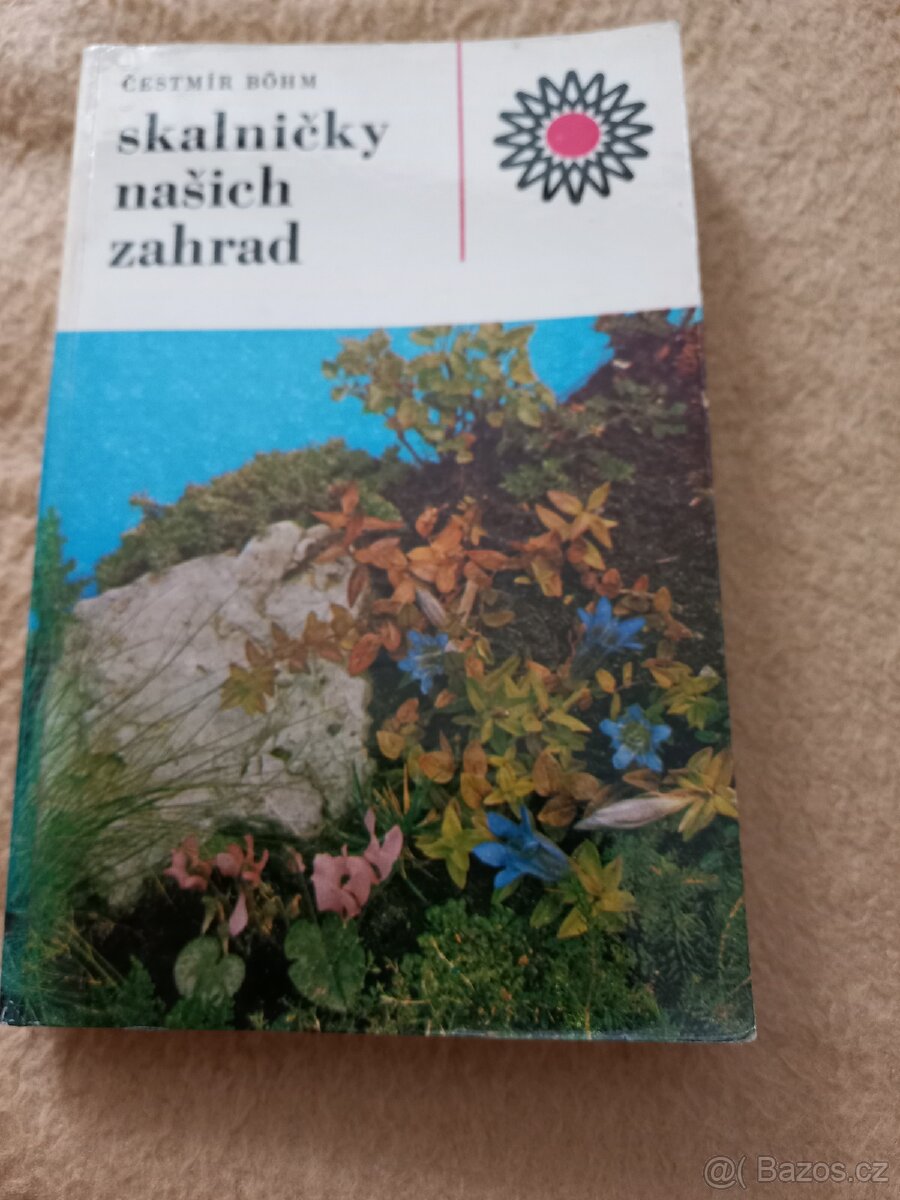 ČESTMÍR BÖHM
skalničky
našich
zahrad
@( Bazos.cz